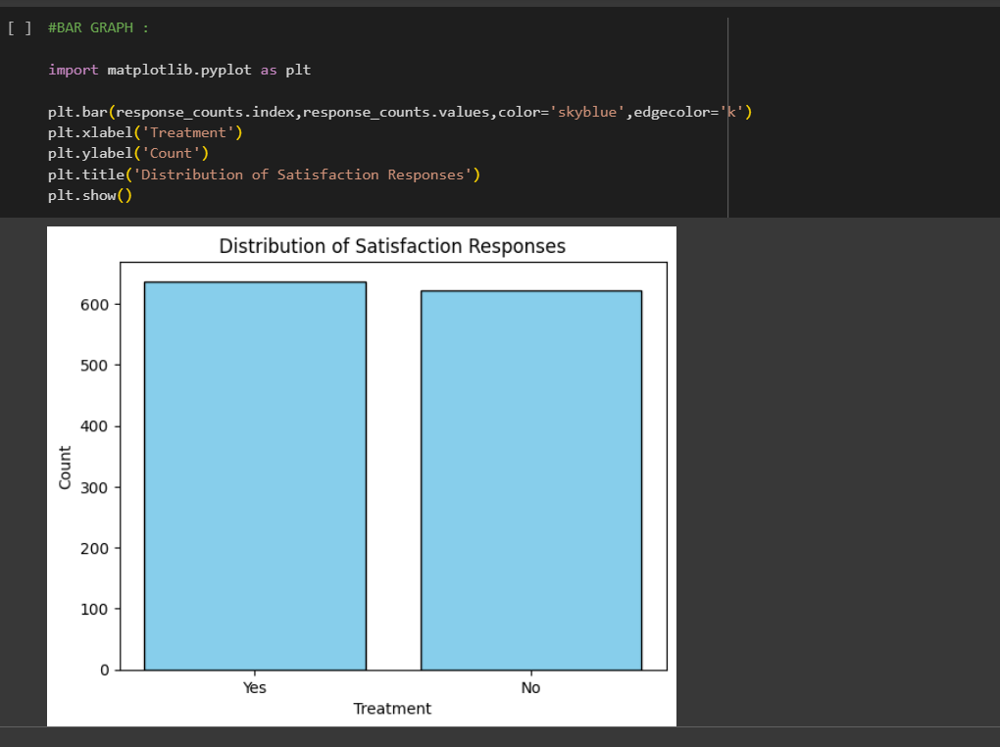 [ ] #BAR GRAPH :
import matplotlib.pyplot as plt
plt.bar(response_counts.index,response_counts.values,color='skyblue',edgecolor='k')
plt.xlabel('Treatment')
plt.ylabel('Count')
plt.title('Distribution of Satisfaction Responses')
plt.show()
Distribution of Satisfaction Responses
600
500
400
300
200
100
0
Count
Yes No
Treatment